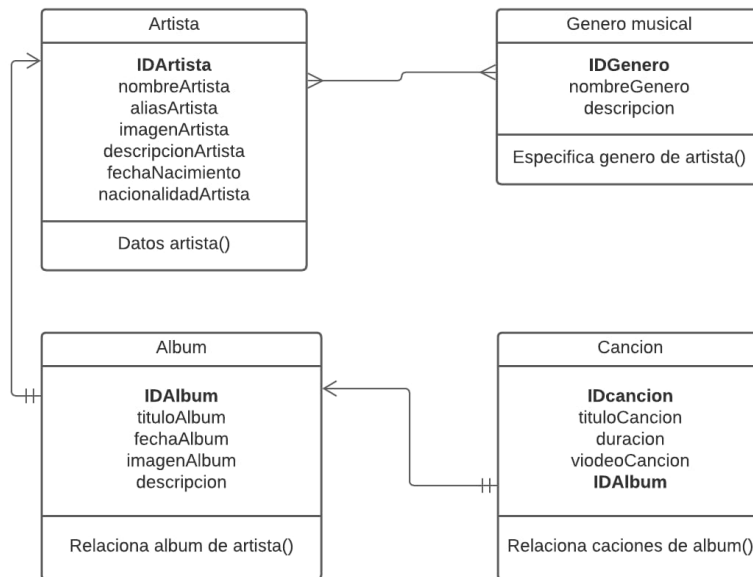 Artista
IDArtista
nombreArtista
aliasArtista
imagenArtista
descripcionArtista
fechaNacimiento
nacionalidadArtista
Datos artista()
Genero musical
IDGenero
nombreGenero
descripcion
Especifica genero de artista()
Album
IDAlbum
tituloAlbum
fechaAlbum
imagenAlbum
descripcion
Relaciona album de artista()
Cancion
IDcancion
tituloCancion
duracion
viodeoCancion
IDAlbum
Relaciona caciones de album()